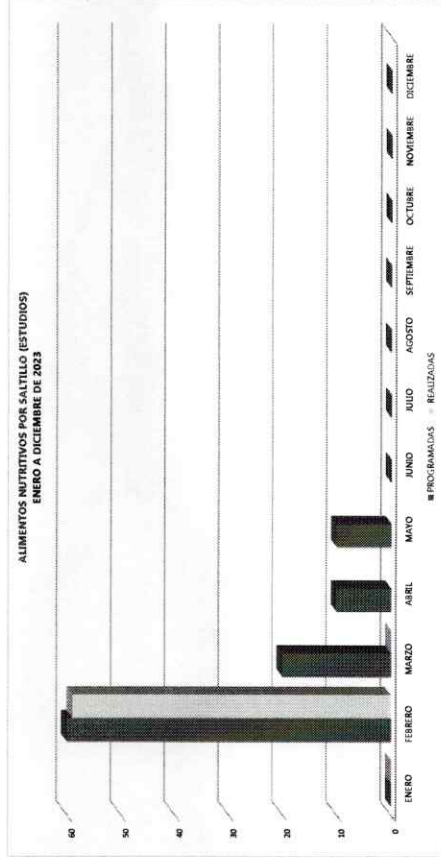 ALIMENTOS NUTRITIVOS POR SALTILLO (ESTUDIOS)
ENERO A DICIEMBRE DE 2023
60
50
40
30
20
10
0
ENERO
FEBRERO
MARZO
ABRIL
MAYO
JUNIO
JULIO
AGOSTO
SEPTIEMBRE
OCTUBRE
NOVIEMBRE
DICIEMBRE
PROGRAMADAS REALIZADAS